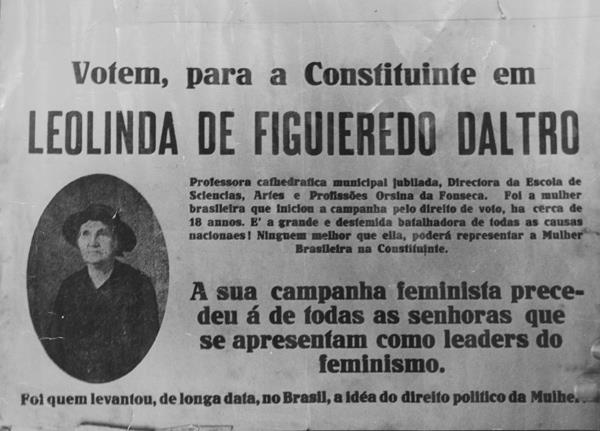 Votem, para a Constituinte em
LEOLINDA DE FIGUIEREDO DALTRO
Professora cathedratica municipal jubilada, Directora da Escola de
Sciencias, Artes e Profissões Orsina da Fonseca. Foi a mulher
brasileira que iniciou a campanha pelo direito de voto, ha cerca de
18 annos. E' a grande e destemida batalhadora de todas as causas
nacionaes! Ninguem melhor que ella, poderá representar a Mulher
Brasileira na Constituinte.
A sua campanha feminista prece-
deu á de todas as senhoras que
se apresentam como leaders do
feminismo.
Foi quem levantou, de longa data, no Brasil, a idéa do direito politico da Mulher.